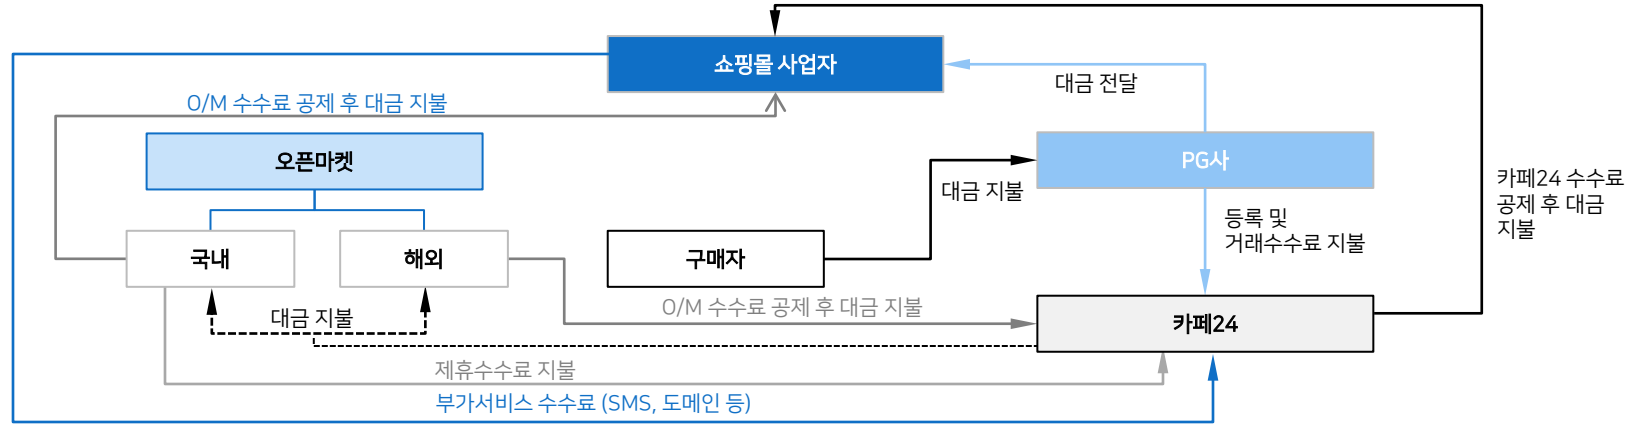 쇼핑몰 사업자
대금 전달
O/M 수수료 공제 후 대금 지불
오픈마켓
PG사
대금 지불
카페24 수수료
공제 후 대금
지불
등록 및
거래수수료 지불
국내
해외
구매자
O/M 수수료 공제 후 대금 지불
대금 지불
카페24
제휴수수료 지불
부가서비스 수수료 (SMS, 도메인 등)